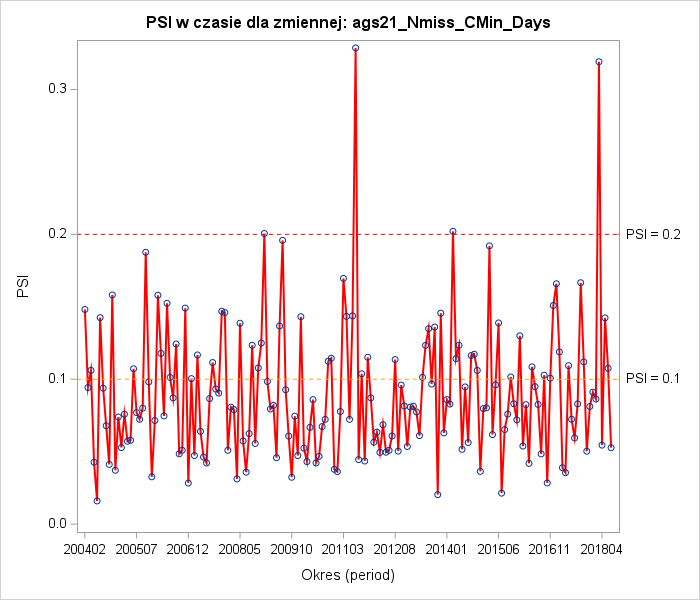 PSI w czasie dla zmiennej: ags21_Nmiss_CMin_Days
0.3
0.2
PSI = 0.2
PSI
0.1
PSI = 0.1
0.0
200402 200507 200612 200805 200910 201103 201208 201401 201506 201611 201804
Okres (period)